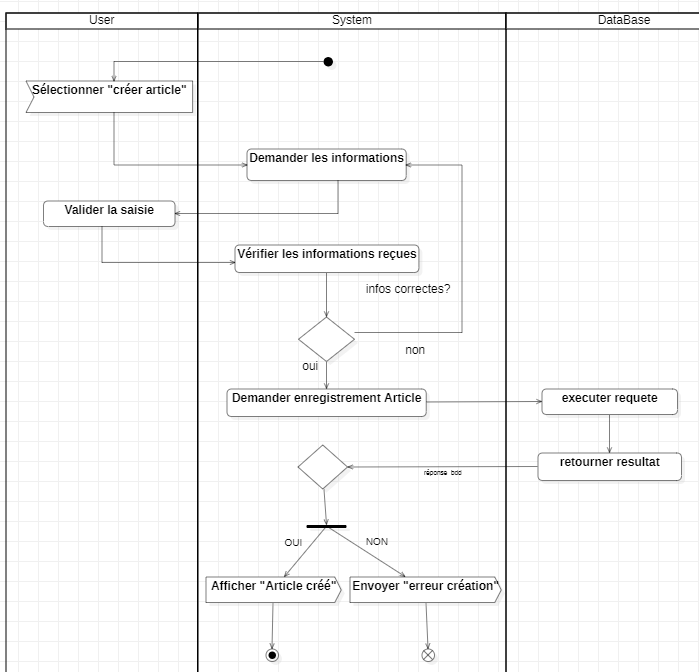 User
System
DataBase
Sélectionner "créer article"
Demander les informations
Valider la saisie
Vérifier les informations reçues
infos correctes?
non
oui
Demander enregistrement Article
executer requete
retourner resultat
réponse bdd
OUI
NON
Afficher "Article créé"
Envoyer "erreur création"